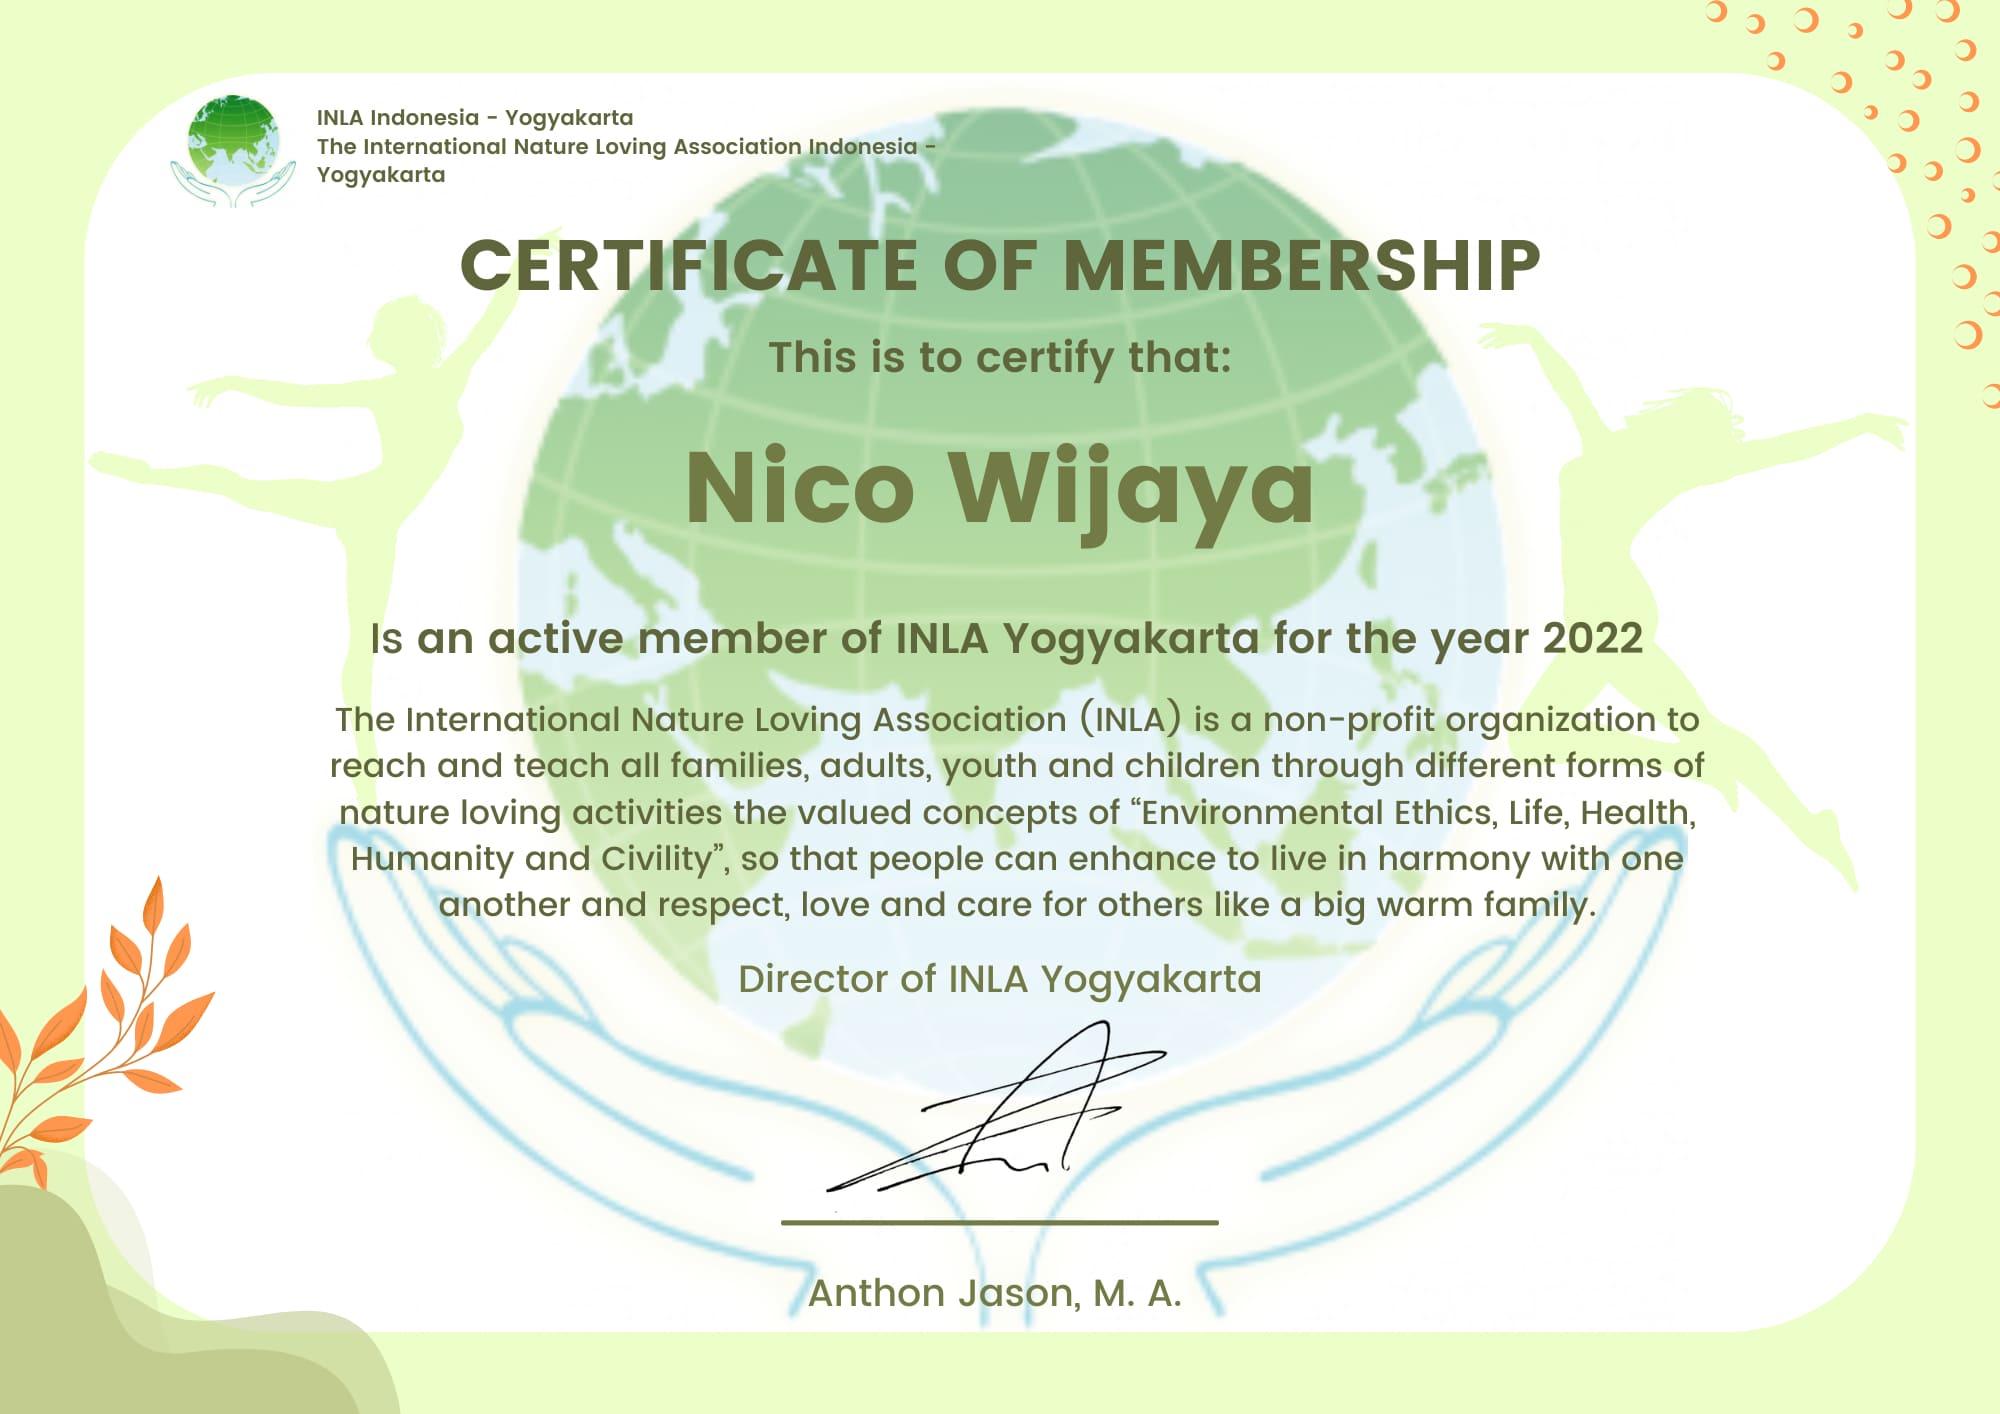 INLA Indonesia - Yogyakarta
The International Nature Loving Association Indonesia -
Yogyakarta
CERTIFICATE OF MEMBERSHIP
This is to certify that:
Nico Wijaya
Is an active member of INLA Yogyakarta for the year 2022
The International Nature Loving Association (INLA) is a non-profit organization to
reach and teach all families, adults, youth and children through different forms of
nature loving activities the valued concepts of “Environmental Ethics, Life, Health,
Humanity and Civility”, so that people can enhance to live in harmony with one
another and respect, love and care for others like a big warm family.
Director of INLA Yogyakarta
Anthon Jason, M. A.